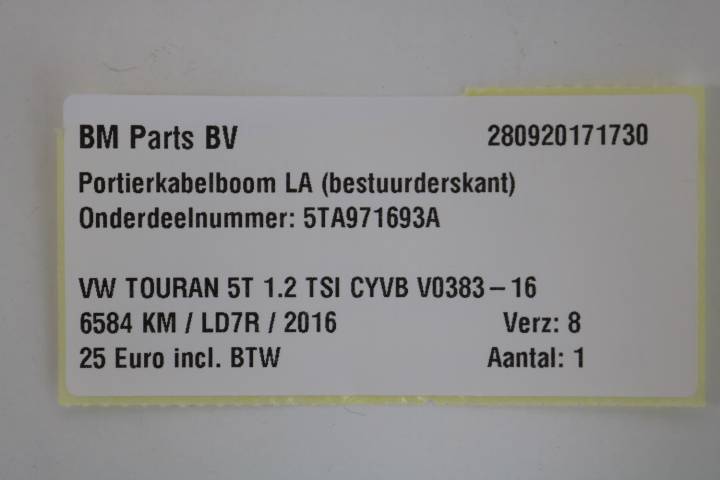 BM Parts BV 280920171730
Portierkabelboom LA (bestuurderskant)
Onderdeelnummer: 5TA971693A
VW TOURAN 5T 1.2 TSI CYVB V0383-16
6584 KM / LD7R / 2016 Verz: 8
25 Euro incl. BTW Aantal: 1